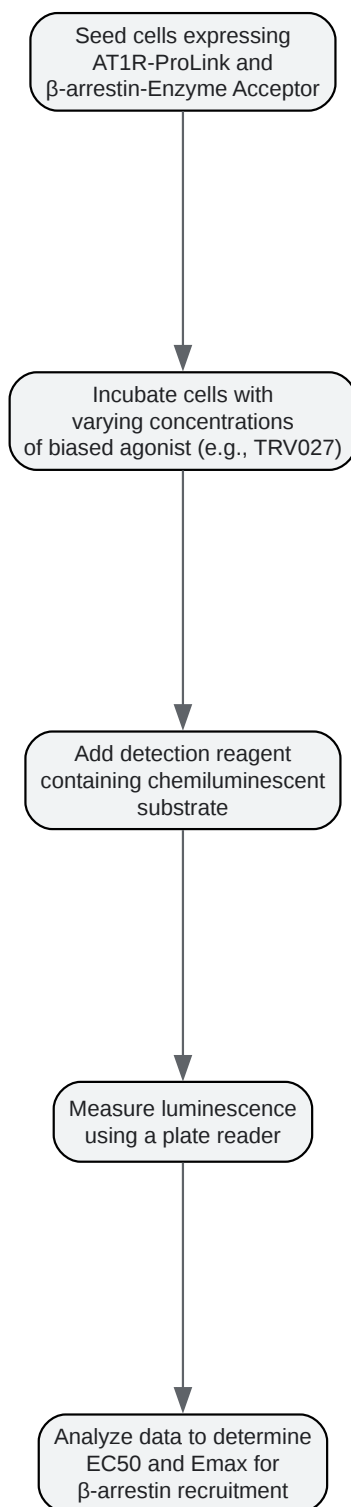 Seed cells expressing
AT1R-ProLink and
β-arrestin-Enzyme Acceptor
Incubate cells with
varying concentrations
of biased agonist (e.g., TRV027)
Add detection reagent
containing chemiluminescent
substrate
Measure luminescence
using a plate reader
Analyze data to determine
EC50 and Emax for
β-arrestin recruitment